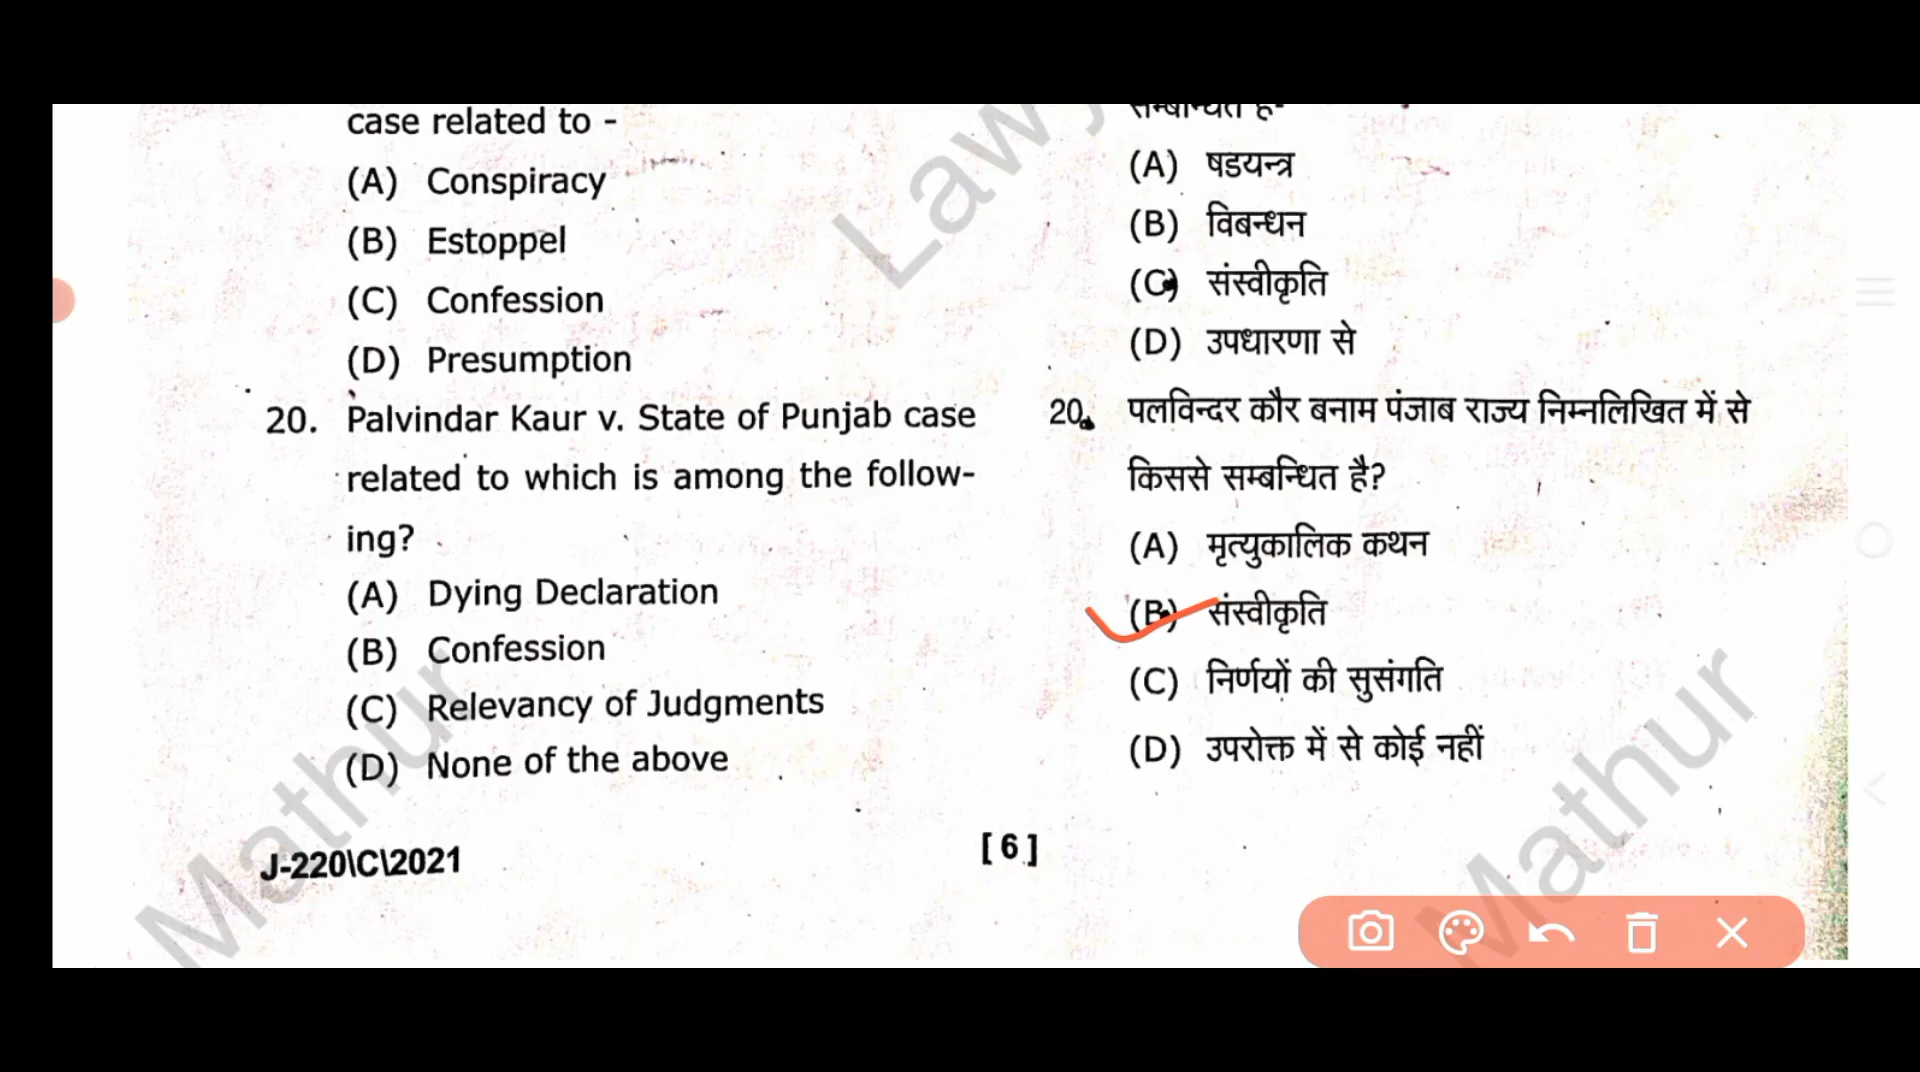 case related to -
(A) Conspiracy
(B) Estoppel
(C) Confession
(D) Presumption
20. Palvindar Kaur v. State of Punjab case
related to which is among the follow-
ing?
(A) Dying Declaration
(B) Confession
(C) Relevancy of Judgments
(D) None of the above
सम्बन्धित है-
(A) षडयन्त्र
(B) विबन्धन
(C) संस्वीकृति
(D) उपधारणा से
20. पलविन्दर कौर बनाम पंजाब राज्य निम्नलिखित में से
किससे सम्बन्धित है?
(A) मृत्युकालिक कथन
(B) संस्वीकृति
(C) निर्णयों की सुसंगति
(D) उपरोक्त में से कोई नहीं
J-220\C\2021
[ 6 ]
Law
Mathur
Mathur